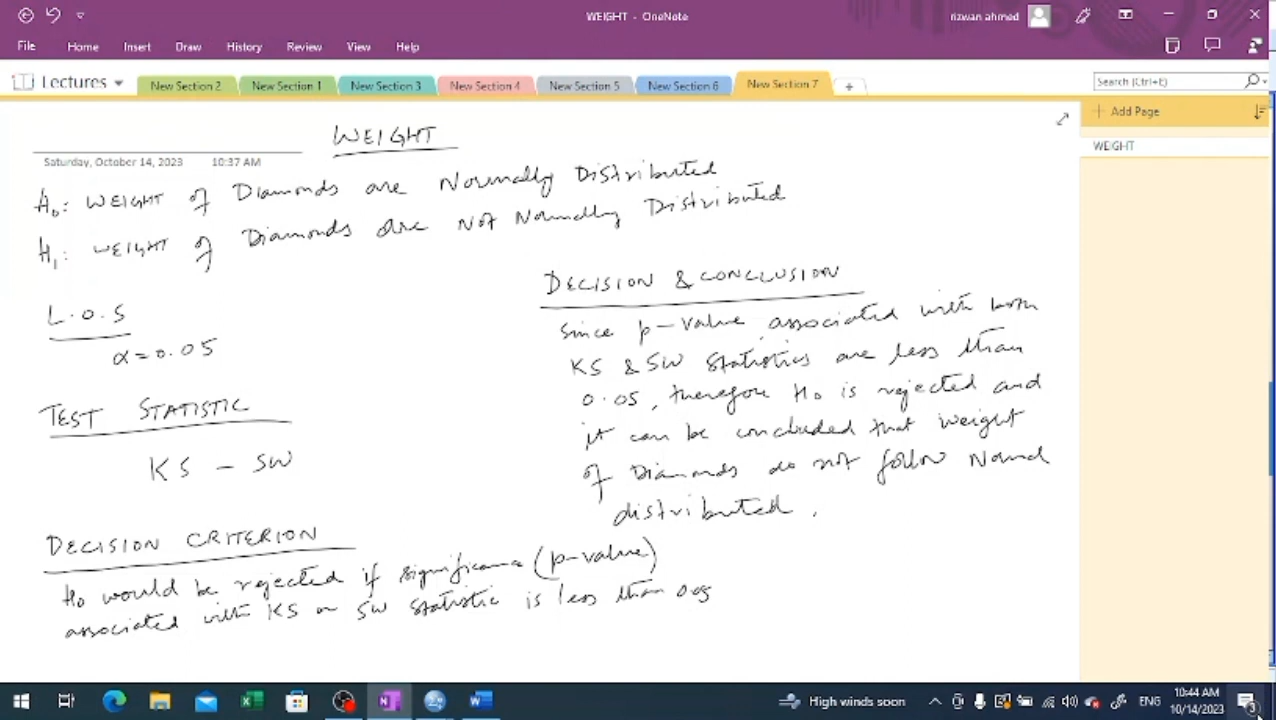 WEIGHT - OneNote
rizwan ahmed
File Home Insert Draw History Review View Help
Lectures New Section 2 New Section 1 New Section 3 New Section 4 New Section 5 New Section 6 New Section 7 +
Search (Ctrl+E)
+ Add Page
WEIGHT
WEIGHT
Saturday, October 14, 2023 10:37 AM
H0: WEIGHT of Diamonds are Normally Distributed
H1: WEIGHT of Diamonds are Not Normally Distributed
L.O.S
α=0.05
TEST STATISTIC
KS - SW
DECISION CRITERION
H0 would be rejected if significance (p-value)
associated with KS or SW statistic is less than 0.05
DECISION & CONCLUSION
Since p-value associated with both
KS & SW statistics are less than
0.05, therefore H0 is rejected and
it can be concluded that weight
of Diamonds do not follow Normal
distributed.
High winds soon
ENG
10:44 AM
10/14/2023
3